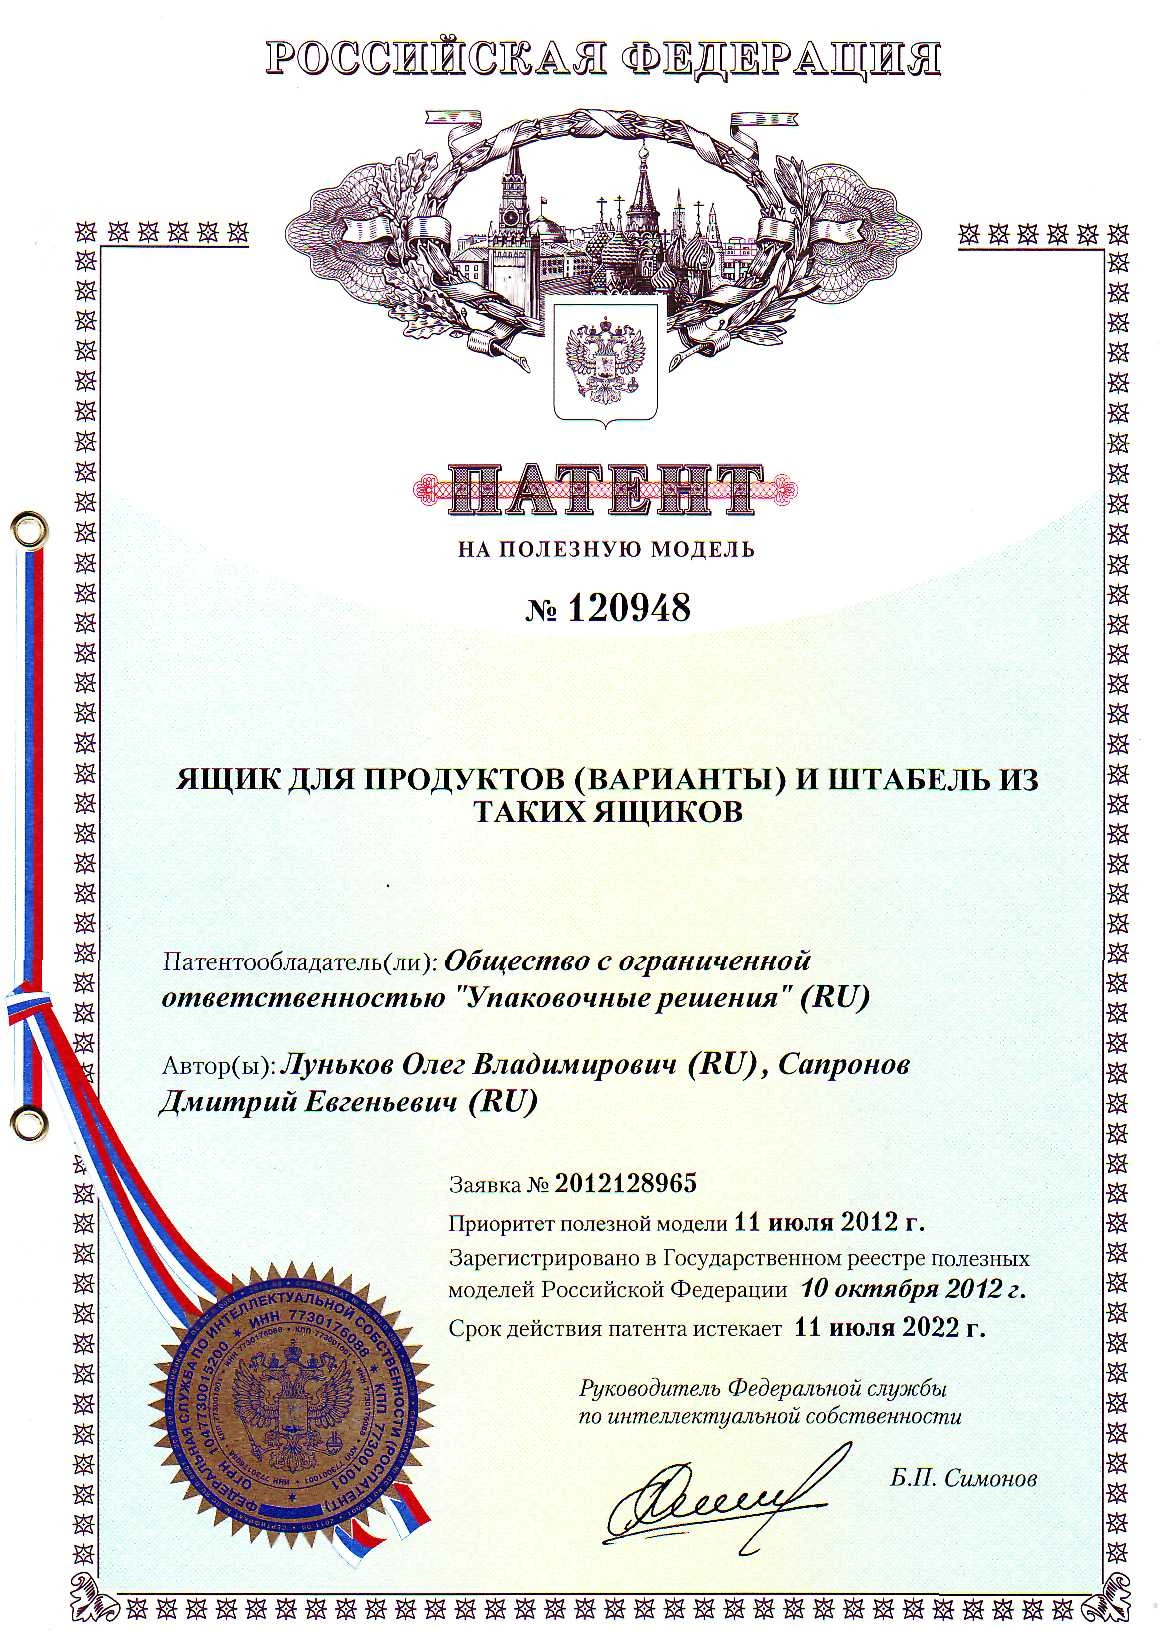 РОССИЙСКАЯ ФЕДЕРАЦИЯ
ПАТЕНТ
НА ПОЛЕЗНУЮ МОДЕЛЬ
№ 120948
ЯЩИК ДЛЯ ПРОДУКТОВ (ВАРИАНТЫ) И ШТАБЕЛЬ ИЗ
ТАКИХ ЯЩИКОВ
Патентообладатель(ли): Общество с ограниченной
ответственностью "Упаковочные решения" (RU)
Автор(ы): Луньков Олег Владимирович (RU), Сапронов
Дмитрий Евгеньевич (RU)
Заявка № 2012128965
Приоритет полезной модели 11 июля 2012 г.
Зарегистрировано в Государственном реестре полезных
моделей Российской Федерации 10 октября 2012 г.
Срок действия патента истекает 11 июля 2022 г.
Руководитель Федеральной службы
по интеллектуальной собственности
Б.П. Симонов
ФЕДЕРАЛЬНАЯ СЛУЖБА ПО ИНТЕЛЛЕКТУАЛЬНОЙ СОБСТВЕННОСТИ (РОСПАТЕНТ)
ОГРН 1047730015200 * ИНН 7730176088 * КПП 773001001